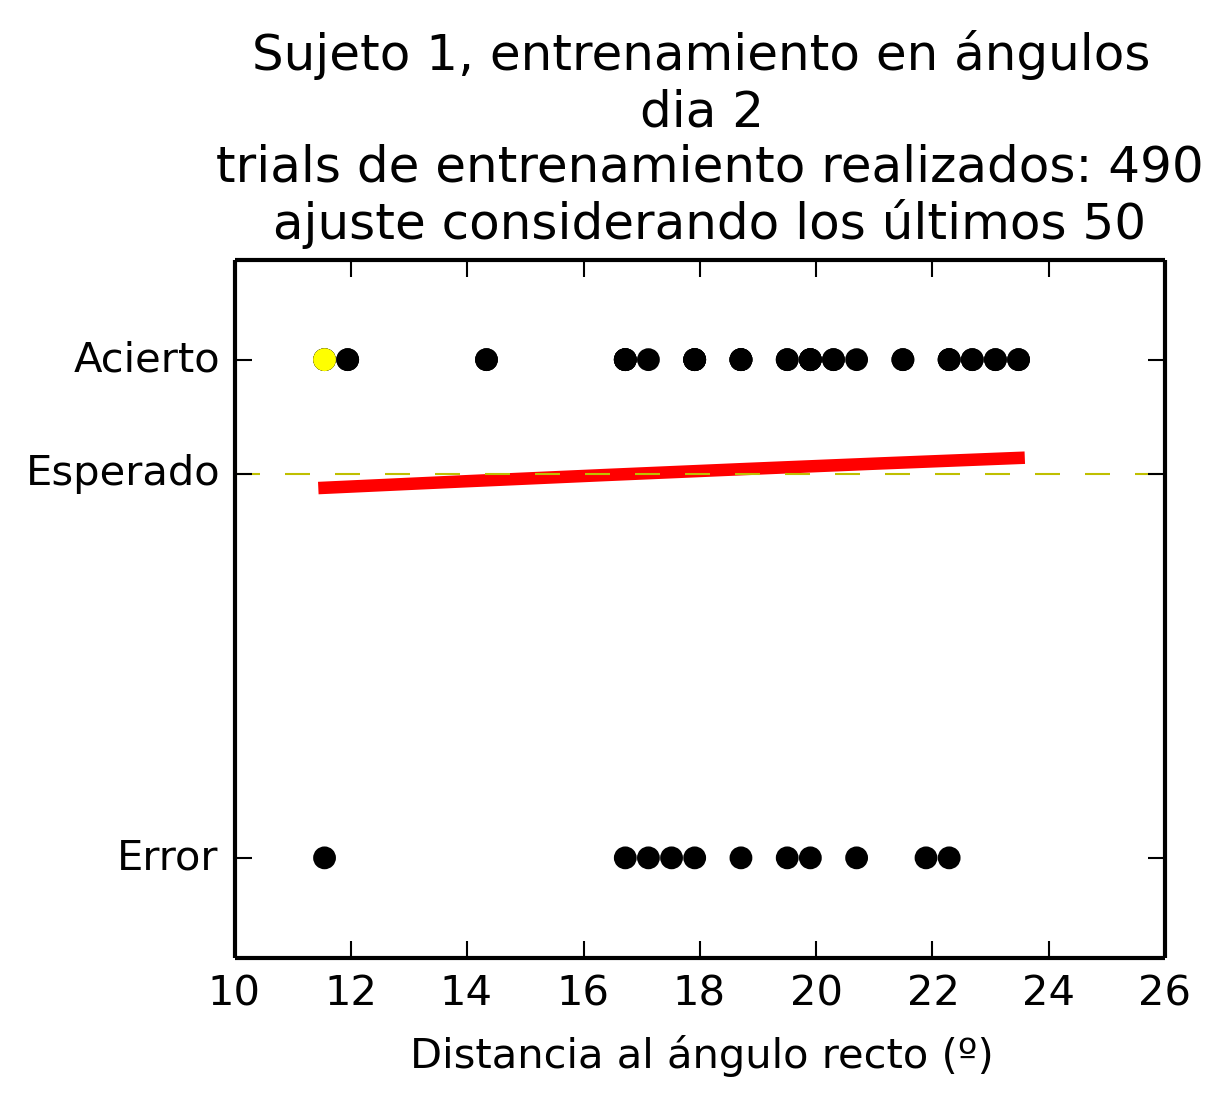 Sujeto 1, entrenamiento en ángulos
dia 2
trials de entrenamiento realizados: 490
ajuste considerando los últimos 50
Acierto
Esperado
Error
10 12 14 16 18 20 22 24 26
Distancia al ángulo recto (º)